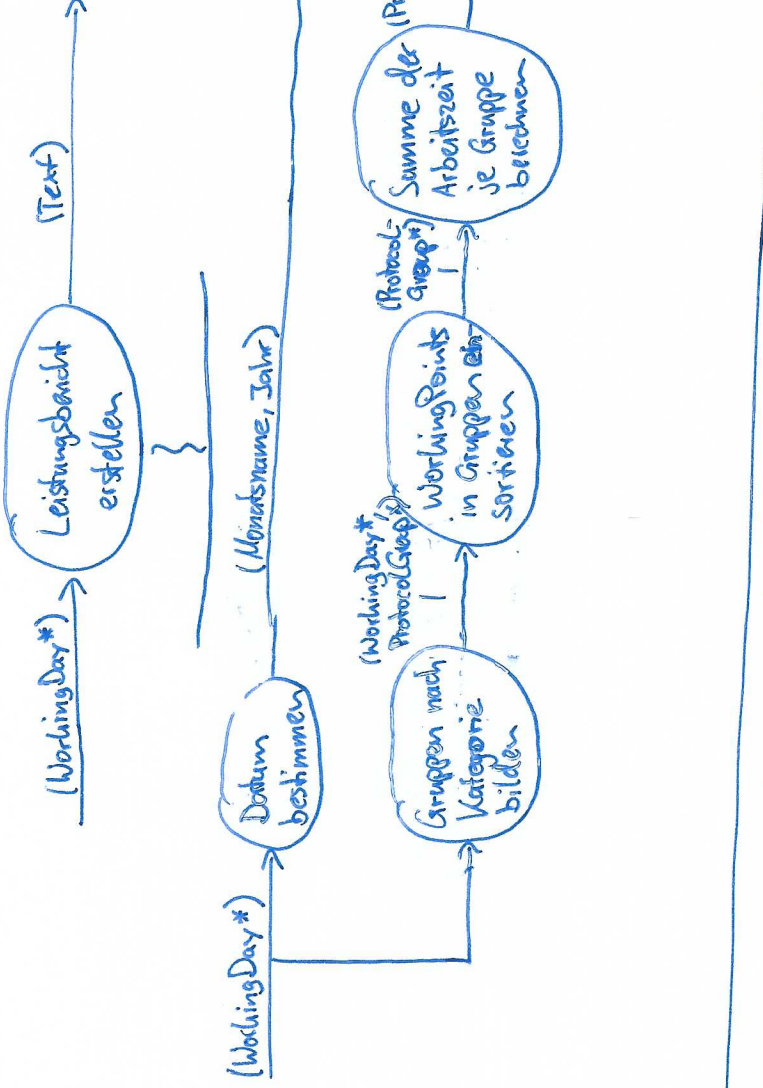 (WorkingDay*)
Leistungsbericht
erstellen
(Text)
(WorkingDay*)
Datum
bestimmen
(Monatsname, Jahr)
Gruppen nach
Kategorie
bilden
(WorkingDay*
WorkingPoints
in Gruppen ein-
sortieren
(Protocol-
Group*)
Summe der
Arbeitszeit
je Gruppe
berechnen